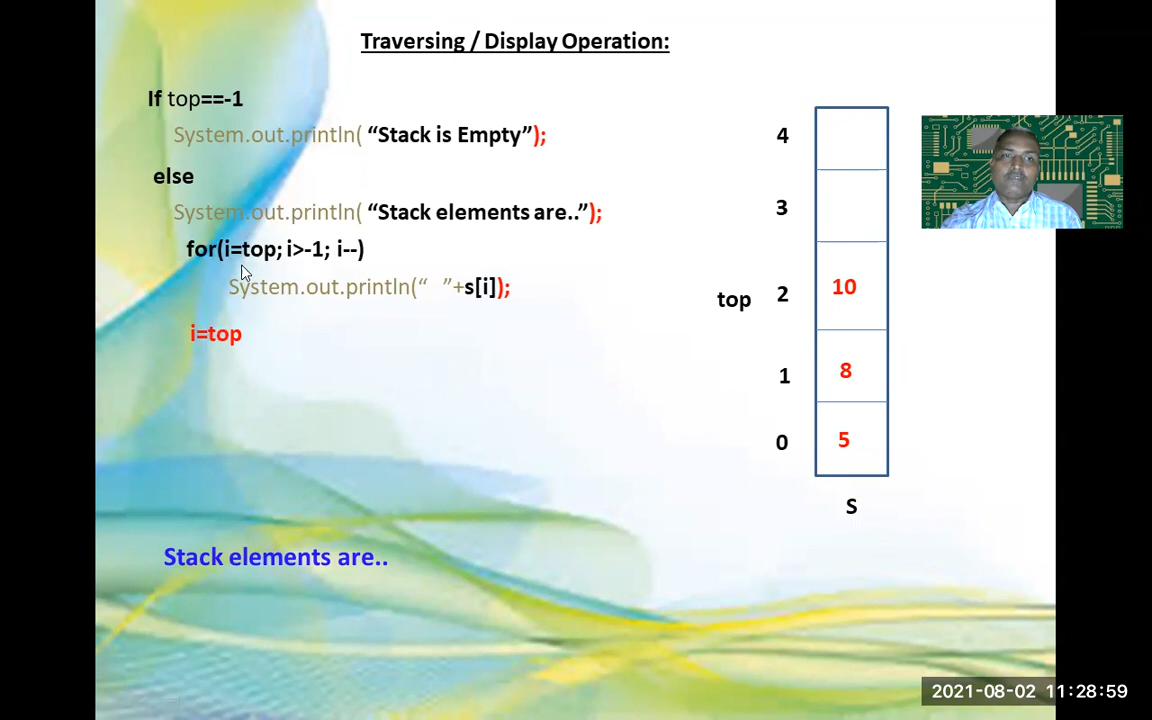 Traversing / Display Operation:
If top==-1
System.out.println( “Stack is Empty”);
else
System.out.println( “Stack elements are..”);
for(i=top; i>-1; i--)
System.out.println(“  ”+s[i]);
i=top
Stack elements are..
4
3
top 2 10
1 8
0 5
S
2021-08-02 11:28:59